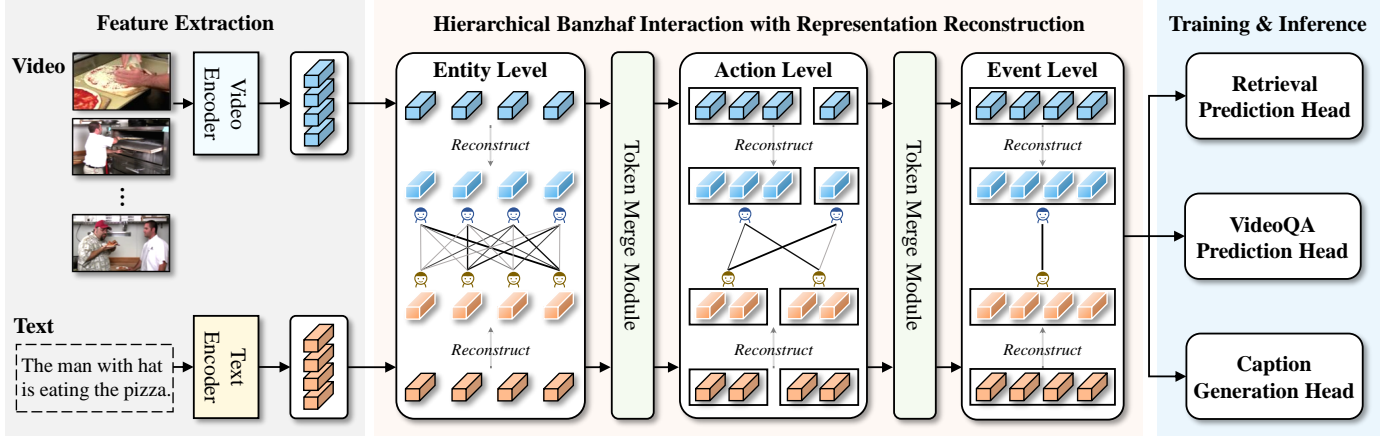 Feature Extraction
Hierarchical Banzhaf Interaction with Representation Reconstruction
Training & Inference
Video
Video
Encoder
Text
The man with hat
is eating the pizza.
Text
Encoder
Entity Level
Reconstruct
Reconstruct
Token Merge Module
Action Level
Reconstruct
Reconstruct
Token Merge Module
Event Level
Reconstruct
Reconstruct
Retrieval
Prediction Head
VideoQA
Prediction Head
Caption
Generation Head